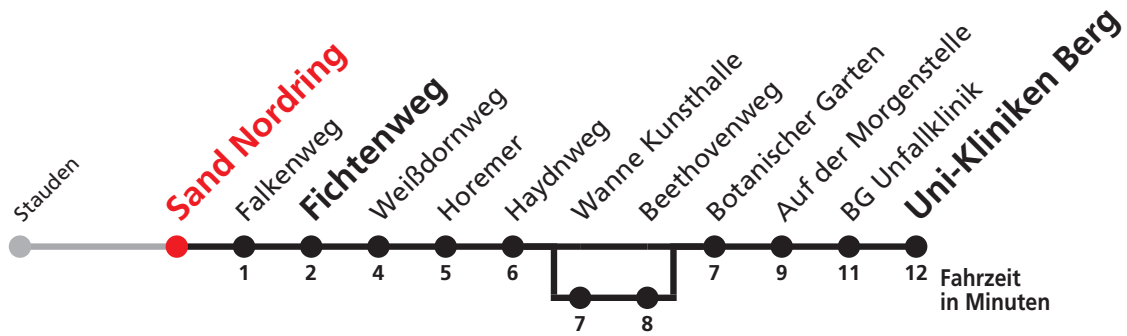 Stauden
Sand Nordring
Falkenweg
Fichtenweg
Weißdornweg
Horemer
Haydnweg
Wanne Kunsthalle
Beethovenweg
Botanischer Garten
Auf der Morgenstelle
BG Unfallklinik
Uni-Kliniken Berg
1 2 4 5 6 7 9 11 12
Fahrzeit
in Minuten
7 8